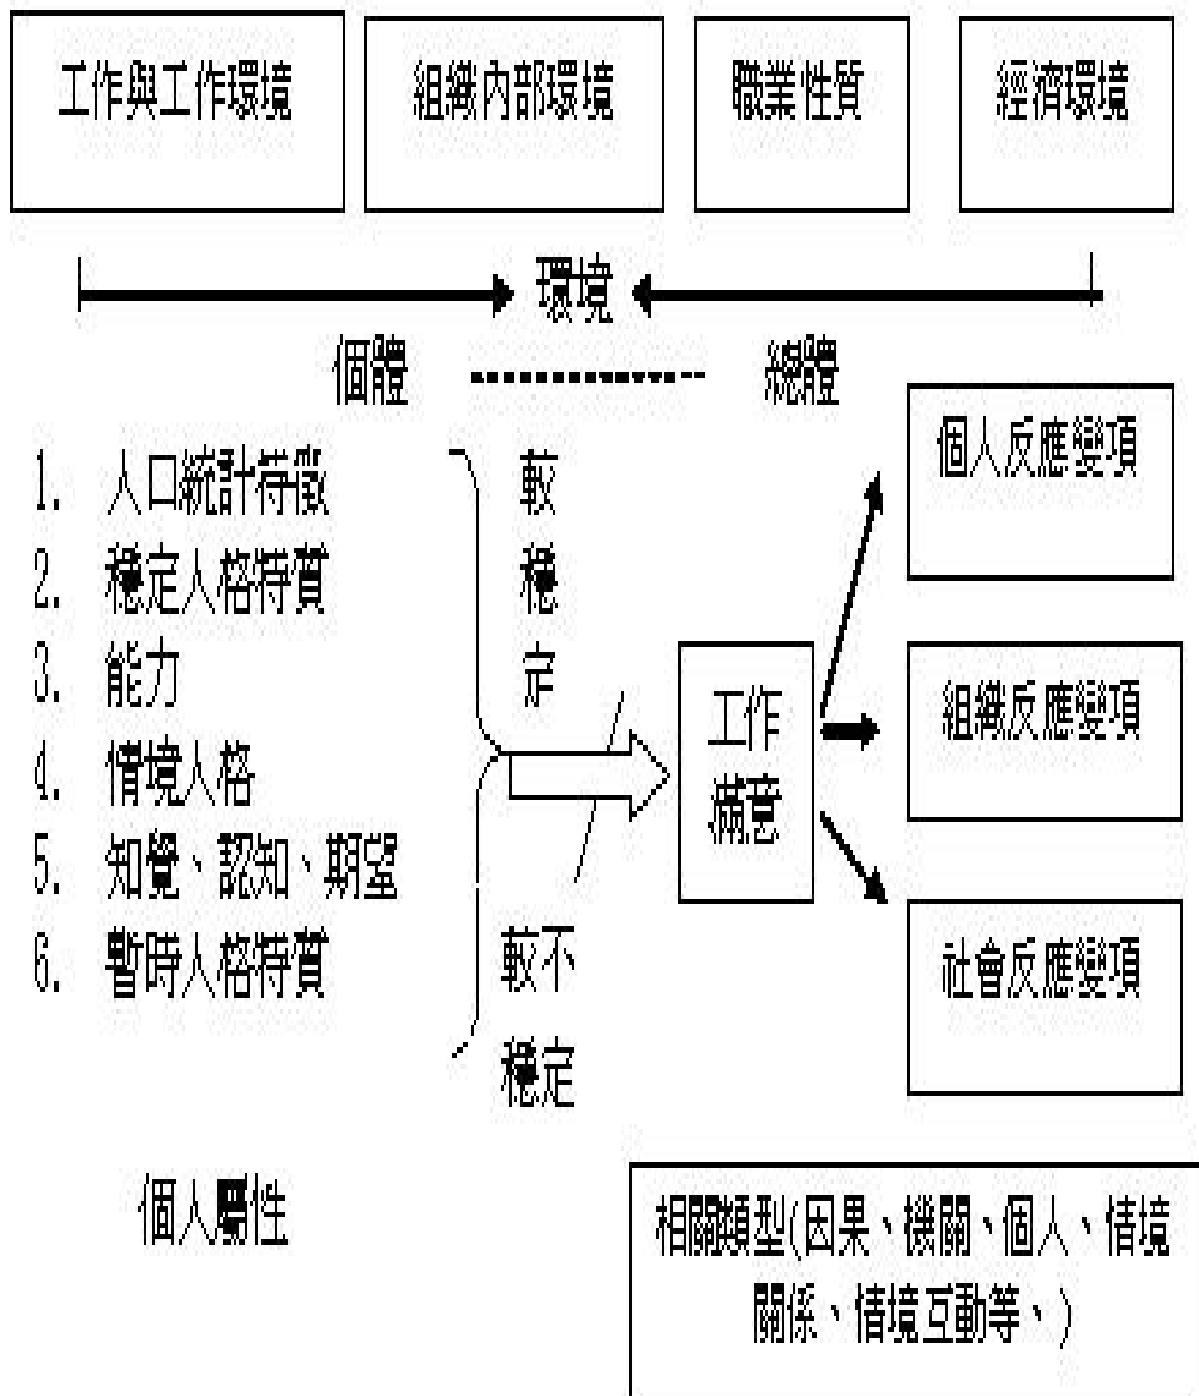 工作與工作環境
組織內部環境
職業性質
經濟環境
環境
個體
總體
1. 人口統計特徵
2. 穩定人格特質
3. 能力
4. 情境人格
5. 知覺、認知、期望
6. 暫時人格特質
較
穩
定
較不
穩定
工作
滿意
個人反應變項
組織反應變項
社會反應變項
個人屬性
相關類型(因果、機關、個人、情境
關係、情境互動等、)